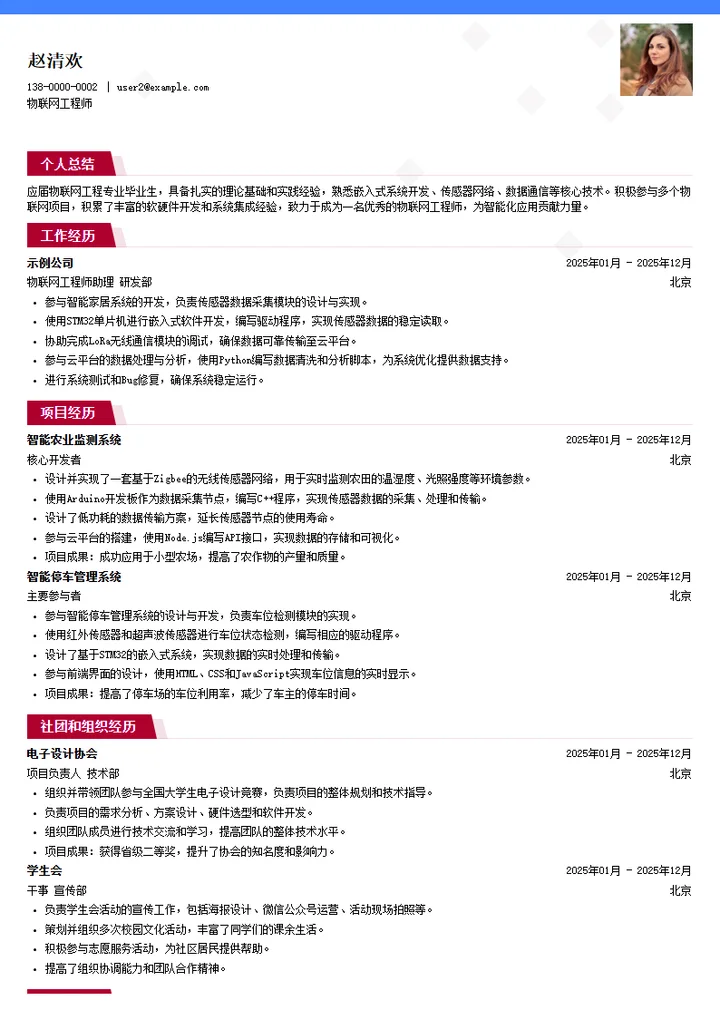 赵清欢
138-0000-0002 | user2@example.com
物联网工程师
个人总结
应届物联网工程专业毕业生，具备扎实的理论基础和实践经验，熟悉嵌入式系统开发、传感器网络、数据通信等核心技术。积极参与多个物
联网项目，积累了丰富的软硬件开发和系统集成经验，致力于成为一名优秀的物联网工程师，为智能化应用贡献力量。
工作经历
示例公司 2025年01月 - 2025年12月
物联网工程师助理 研发部 北京
• 参与智能家居系统的开发，负责传感器数据采集模块的设计与实现。
• 使用STM32单片机进行嵌入式软件开发，编写驱动程序，实现传感器数据的稳定读取。
• 协助完成LoRa无线通信模块的调试，确保数据可靠传输至云平台。
• 参与云平台的数据处理与分析，使用Python编写数据清洗和分析脚本，为系统优化提供数据支持。
• 进行系统测试和Bug修复，确保系统稳定运行。
项目经历
智能农业监测系统 2025年01月 - 2025年12月
核心开发者 北京
• 设计并实现了一套基于Zigbee的无线传感器网络，用于实时监测农田的温湿度、光照强度等环境参数。
• 使用Arduino开发板作为数据采集节点，编写C++程序，实现传感器数据的采集、处理和传输。
• 设计了低功耗的数据传输方案，延长传感器节点的使用寿命。
• 参与云平台的搭建，使用Node.js编写API接口，实现数据的存储和可视化。
• 项目成果：成功应用于小型农场，提高了农作物的产量和质量。
智能停车管理系统 2025年01月 - 2025年12月
主要参与者 北京
• 参与智能停车管理系统的设计与开发，负责车位检测模块的实现。
• 使用红外传感器和超声波传感器进行车位状态检测，编写相应的驱动程序。
• 设计了基于STM32的嵌入式系统，实现数据的实时处理和传输。
• 参与前端界面的设计，使用HTML、CSS和JavaScript实现车位信息的实时显示。
• 项目成果：提高了停车场的车位利用率，减少了车主的停车时间。
社团和组织经历
电子设计协会 2025年01月 - 2025年12月
项目负责人 技术部 北京
• 组织并带领团队参与全国大学生电子设计竞赛，负责项目的整体规划和技术指导。
• 负责项目的需求分析、方案设计、硬件选型和软件开发。
• 组织团队成员进行技术交流和学习，提高团队的整体技术水平。
• 项目成果：获得省级二等奖，提升了协会的知名度和影响力。
学生会 2025年01月 - 2025年12月
干事 宣传部 北京
• 负责学生会活动的宣传工作，包括海报设计、微信公众号运营、活动现场拍照等。
• 策划并组织多次校园文化活动，丰富了同学们的课余生活。
• 积极参与志愿服务活动，为社区居民提供帮助。
• 提高了组织协调能力和团队合作精神。